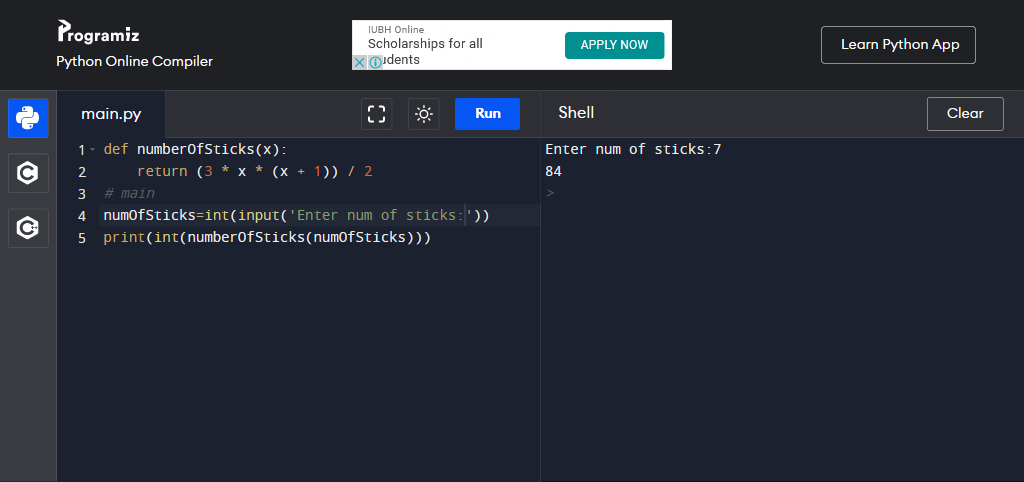 Programiz
Python Online Compiler
IUBH Online
Scholarships for all
udents
APPLY NOW
Learn Python App
main.py
Run
Shell
Clear
1 def numberOfSticks(x):
2 return (3 * x * (x + 1)) / 2
3 # main
4 numOfSticks=int(input('Enter num of sticks:'))
5 print(int(numberOfSticks(numOfSticks)))
Enter num of sticks:7
84
>